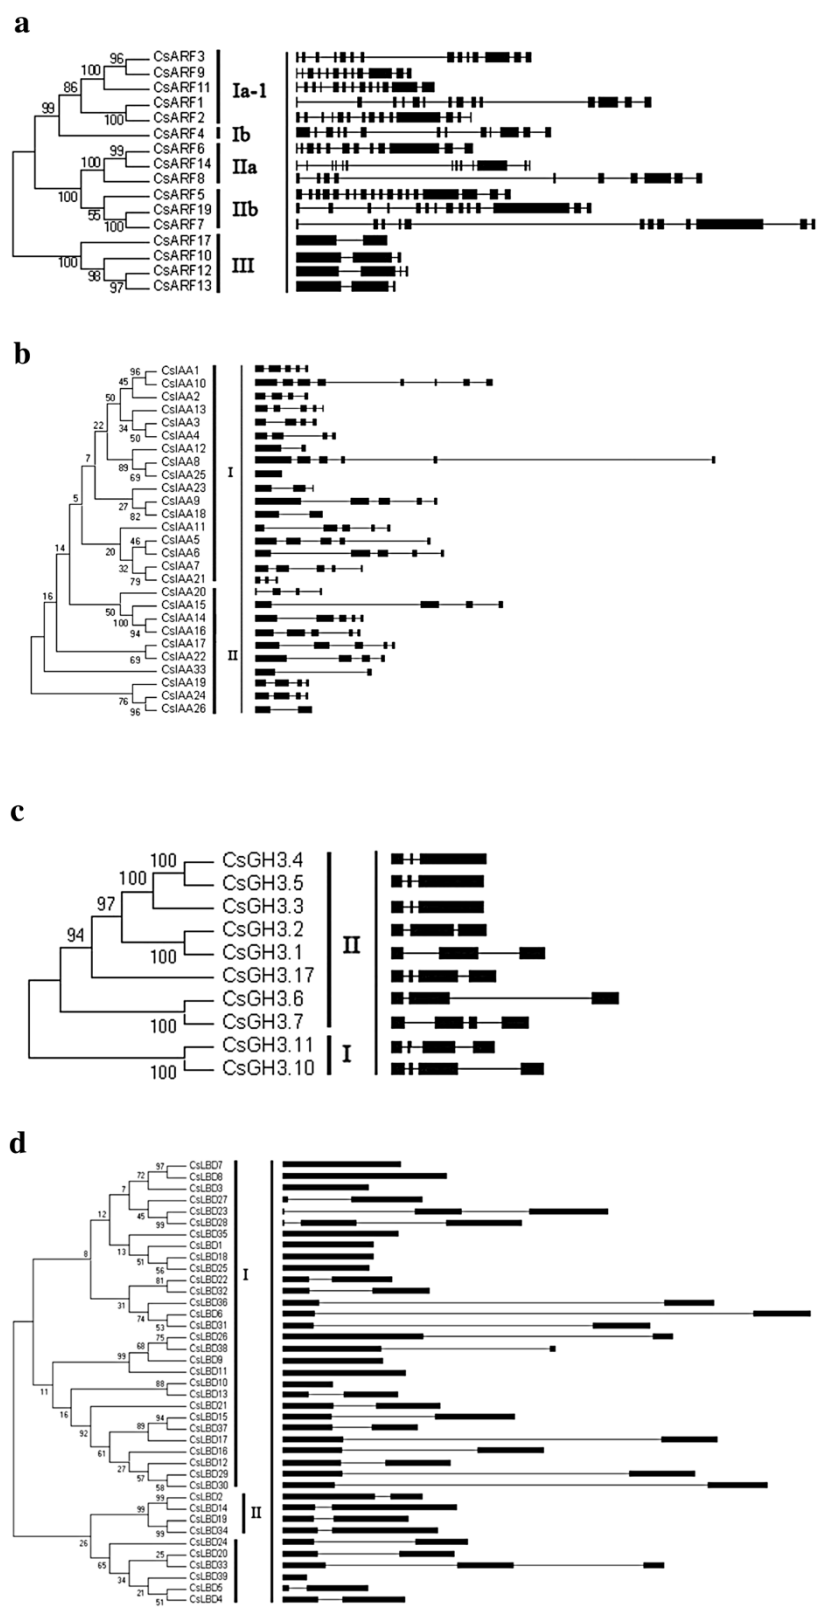 a
96 CsARF3
100 CsARF9
86 CsARF11 Ia-1
99 CsARF1
100 CsARF2
CsARF4 Ib
99 CsARF6
100 CsARF14 IIa
CsARF8
100 CsARF5
55 CsARF19 IIb
100 CsARF7
CsARF17
100 CsARF10
98 CsARF12 III
97 CsARF13
b
96 CsIAA1
45 CsIAA10
50 CsIAA2
CsIAA13
22 34 CsIAA3
50 CsIAA4
CsIAA12
7 89 CsIAA8
69 CsIAA25 I
CsIAA23
5 27 CsIAA9
82 CsIAA18
CsIAA11
46 CsIAA5
14 20 CsIAA6
32 CsIAA7
79 CsIAA21
CsIAA20
16 50 CsIAA15
100 CsIAA14
94 CsIAA16
CsIAA17
69 CsIAA22 II
CsIAA33
CsIAA19
76 CsIAA24
96 CsIAA26
c
100 CsGH3.4
100 CsGH3.5
97 CsGH3.3
94 CsGH3.2
100 CsGH3.1 II
CsGH3.17
CsGH3.6
100 CsGH3.7
CsGH3.11
100 CsGH3.10 I
d
97 CsLBD7
72 CsLBD8
7 CsLBD3
CsLBD27
12 45 CsLBD23
99 CsLBD28
CsLBD35
8 13 CsLBD1
51 CsLBD18
56 CsLBD25
81 CsLBD22 I
CsLBD32
31 CsLBD36
74 CsLBD6
53 CsLBD31
75 CsLBD26
68 CsLBD38
99 CsLBD9
CsLBD11
11 88 CsLBD10
CsLBD13
16 CsLBD21
94 CsLBD15
92 89 CsLBD37
CsLBD17
61 CsLBD16
27 CsLBD12
57 CsLBD29
58 CsLBD30
99 CsLBD2
99 CsLBD14 II
CsLBD19
99 CsLBD34
26 CsLBD24
25 CsLBD20
65 CsLBD33
34 CsLBD39
21 CsLBD5
51 CsLBD4